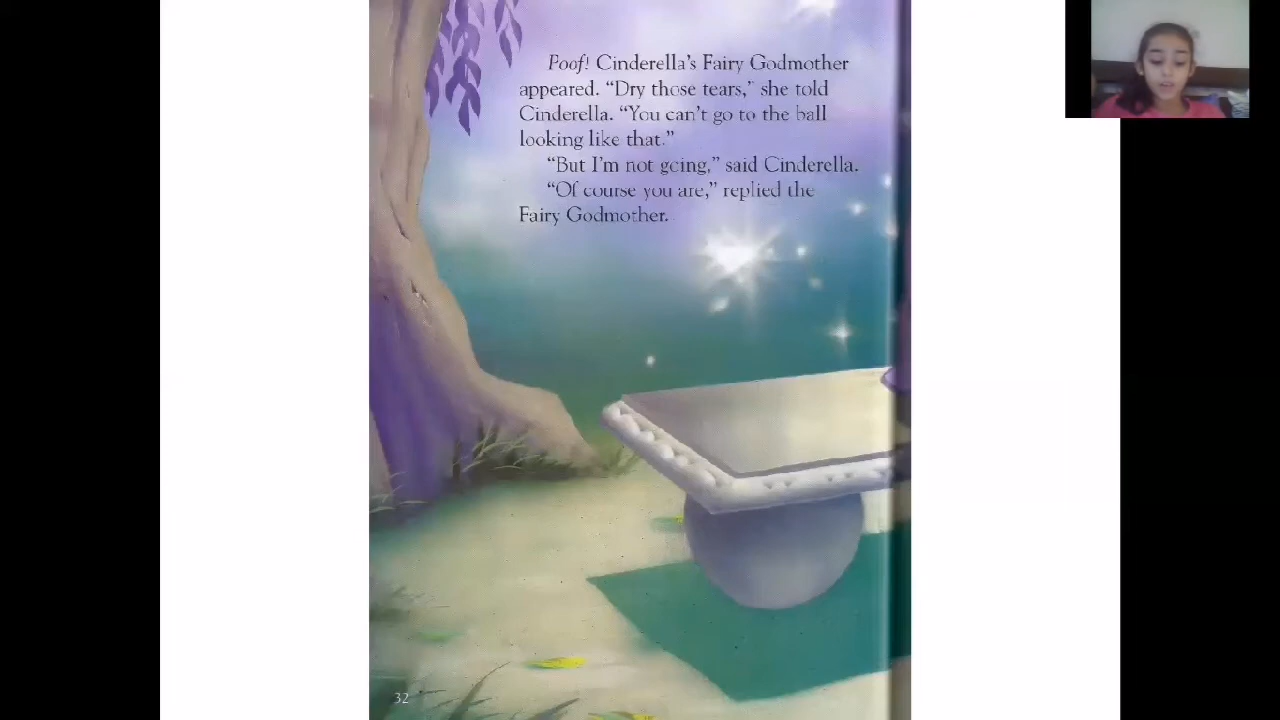 Poof! Cinderella's Fairy Godmother
appeared. "Dry those tears," she told
Cinderella. "You can't go to the ball
looking like that."
"But I'm not going," said Cinderella.
"Of course you are," replied the
Fairy Godmother.
32